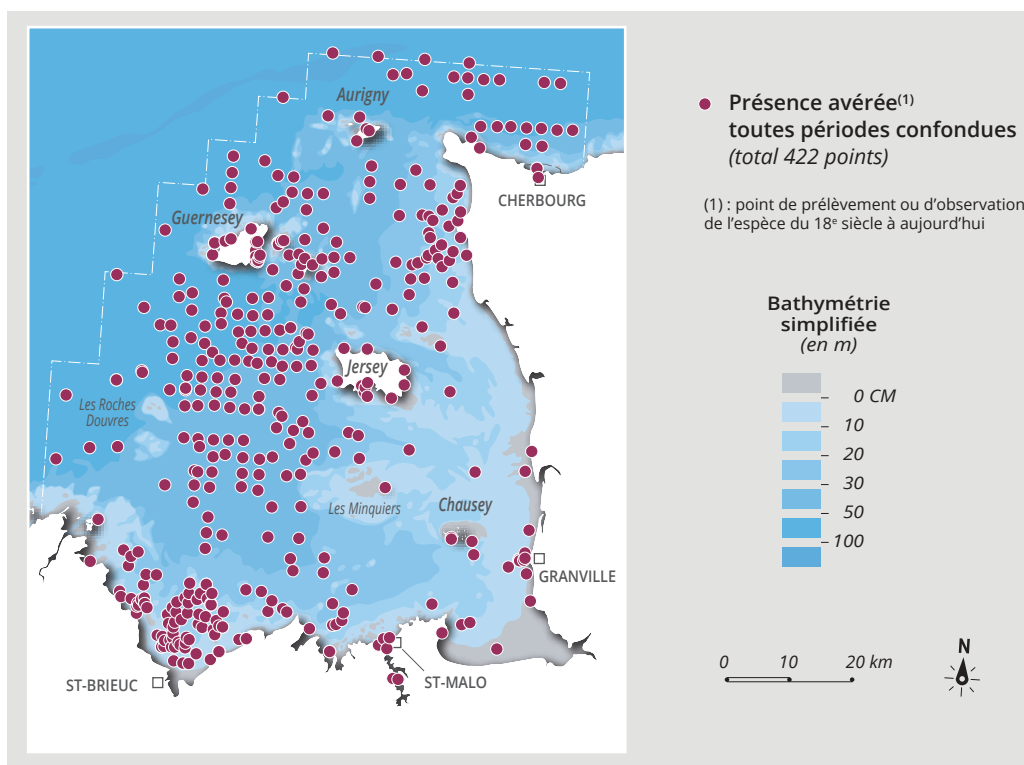 Aurigny
CHERBOURG
Guernesey
Jersey
Les Roches
Douvres
Les Minquiers
Chausey
GRANVILLE
ST-BRIEUC
ST-MALO
Présence avérée(1)
toutes périodes confondues
(total 422 points)
(1) : point de prélèvement ou d'observation
de l'espèce du 18e siècle à aujourd'hui
Bathymétrie
simplifiée
(en m)
0 CM
10
20
30
50
100
0 10 20 km
N